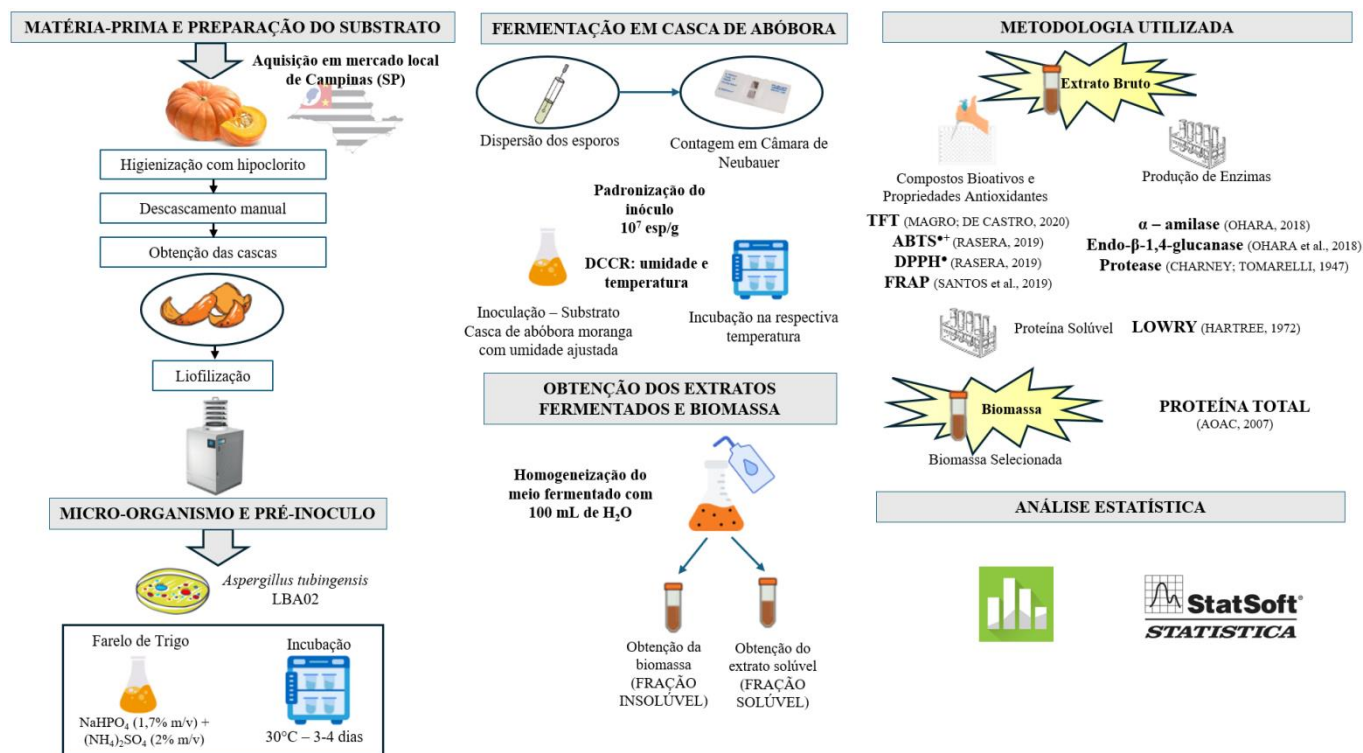 MATÉRIA-PRIMA E PREPARAÇÃO DO SUBSTRATO
Aquisição em mercado local
de Campinas (SP)
Higienização com hipoclorito
Descascamento manual
Obtenção das cascas
Liofilização
MICRO-ORGANISMO E PRÉ-INOCULO
Aspergillus tubingensis
LBA02
Farelo de Trigo
NaHPO₄ (1,7% m/v) +
(NH₄)₂SO₄ (2% m/v)
Incubação
30°C – 3-4 dias
FERMENTAÇÃO EM CASCA DE ABÓBORA
Dispersão dos esporos
Contagem em Câmara de
Neubauer
Padronização do
inóculo
10⁷ esp/g
DCCR: umidade e
temperatura
Inoculação – Substrato
Casca de abóbora moranga
com umidade ajustada
Incubação na respectiva
temperatura
OBTENÇÃO DOS EXTRATOS
FERMENTADOS E BIOMASSA
Homogeneização do
meio fermentado com
100 mL de H₂O
Obtenção da
biomassa
(FRAÇÃO
INSOLÚVEL)
Obtenção do
extrato solúvel
(FRAÇÃO
SOLÚVEL)
METODOLOGIA UTILIZADA
Extrato Bruto
Compostos Bioativos e
Propriedades Antioxidantes
TFT (MAGRO; DE CASTRO, 2020)
ABTS•+ (RASERA, 2019)
DPPH• (RASERA, 2019)
FRAP (SANTOS et al., 2019)
Produção de Enzimas
α – amilase (OHARA, 2018)
Endo-β-1,4-glucanase (OHARA et al., 2018)
Protease (CHARNEY; TOMARELLI, 1947)
Proteína Solúvel
LOWRY (HARTREE, 1972)
Biomassa
Biomassa Selecionada
PROTEÍNA TOTAL
(AOAC, 2007)
ANÁLISE ESTATÍSTICA
StatSoft®
STATISTICA